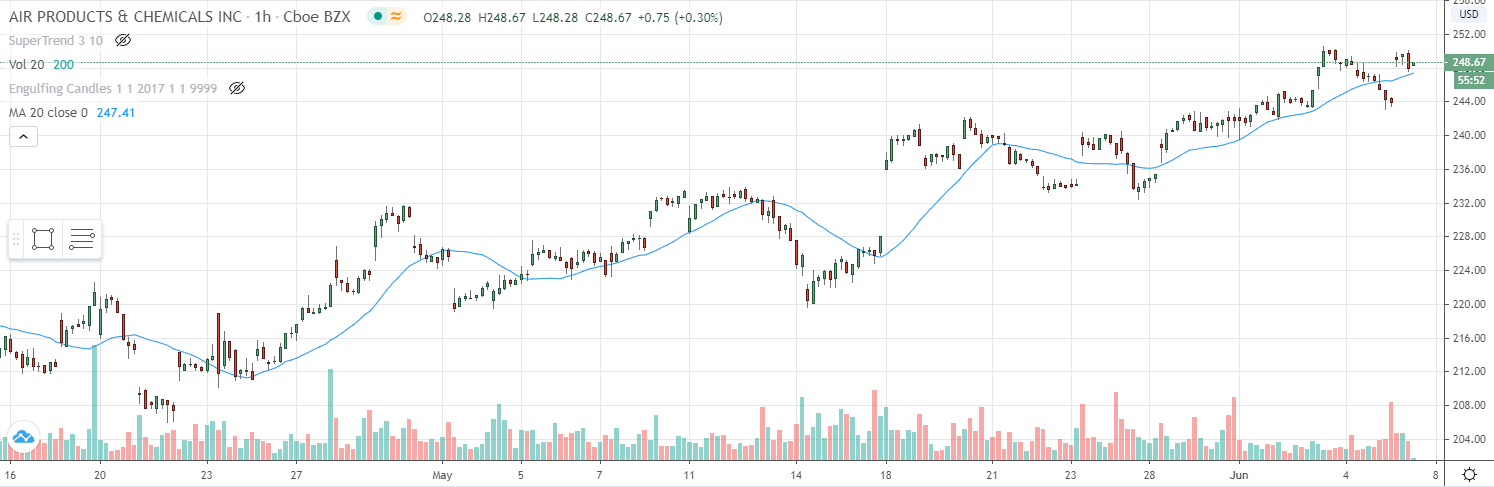 AIR PRODUCTS & CHEMICALS INC · 1h · Cboe BZX O248.28 H248.67 L248.28 C248.67 +0.75 (+0.30%)
SuperTrend 3 10
Vol 20 200
Engulfing Candles 1 1 2017 1 1 9999
MA 20 close 0 247.41
USD
252.00
248.67
55:52
244.00
240.00
236.00
232.00
228.00
224.00
220.00
216.00
212.00
208.00
204.00
16 20 23 27 May 5 7 11 14 18 21 23 28 Jun 4 8